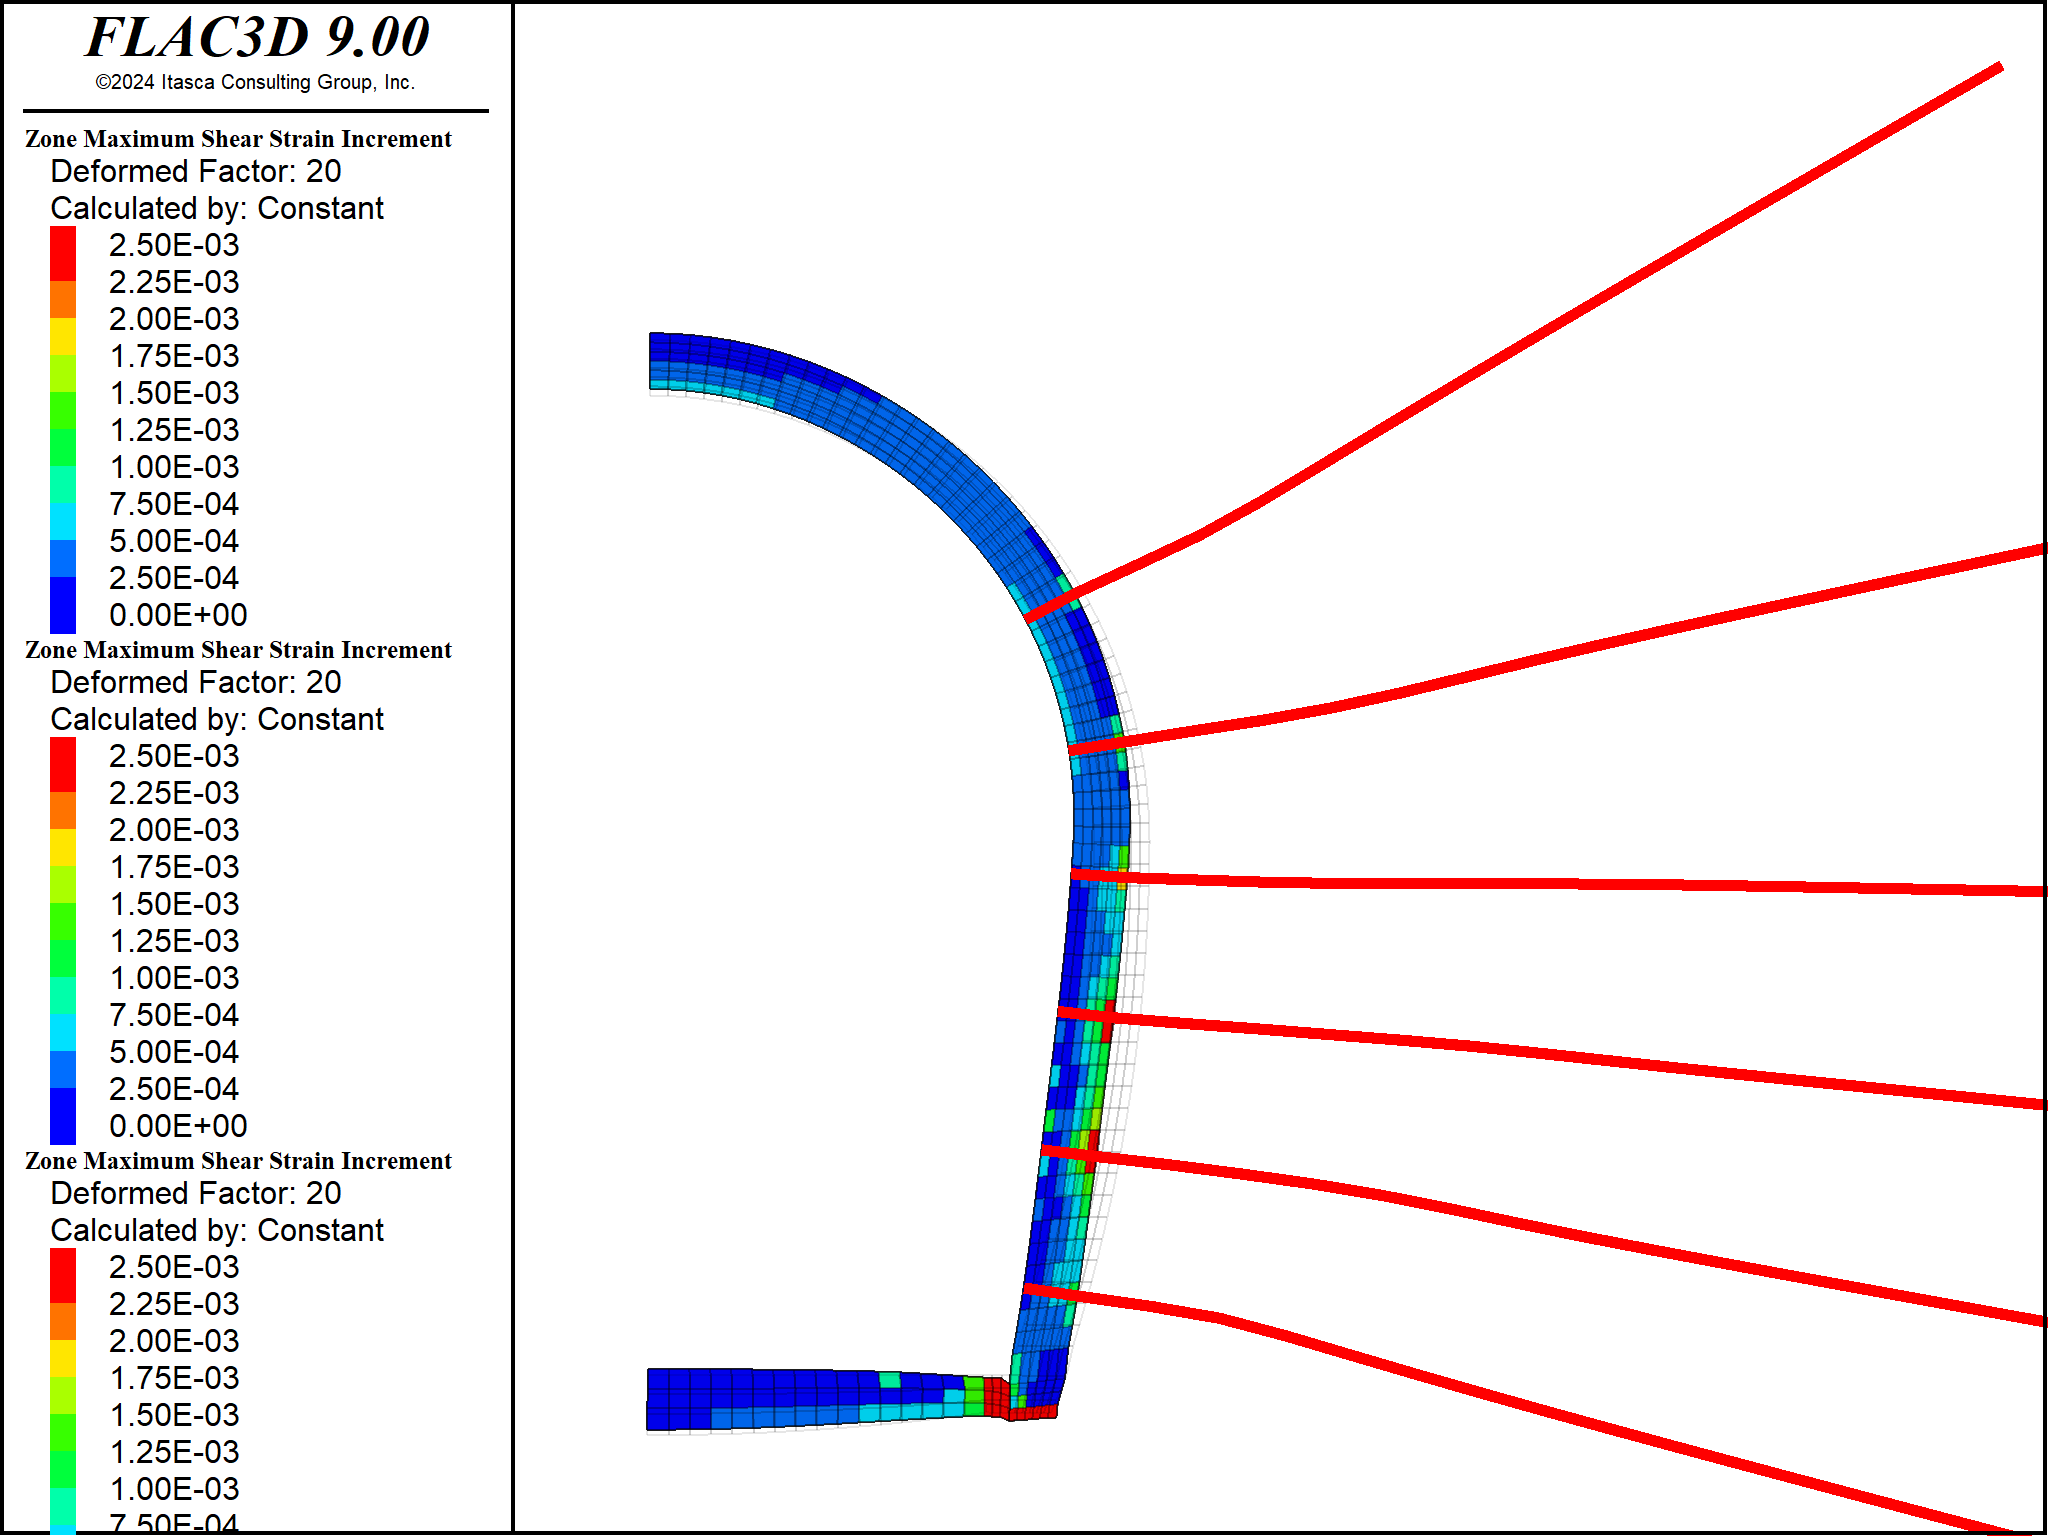 FLAC3D 9.00
©2024 Itasca Consulting Group, Inc.
Zone Maximum Shear Strain Increment
Deformed Factor: 20
Calculated by: Constant
2.50E-03
2.25E-03
2.00E-03
1.75E-03
1.50E-03
1.25E-03
1.00E-03
7.50E-04
5.00E-04
2.50E-04
0.00E+00
Zone Maximum Shear Strain Increment
Deformed Factor: 20
Calculated by: Constant
2.50E-03
2.25E-03
2.00E-03
1.75E-03
1.50E-03
1.25E-03
1.00E-03
7.50E-04
5.00E-04
2.50E-04
0.00E+00
Zone Maximum Shear Strain Increment
Deformed Factor: 20
Calculated by: Constant
2.50E-03
2.25E-03
2.00E-03
1.75E-03
1.50E-03
1.25E-03
1.00E-03
7.50E-04